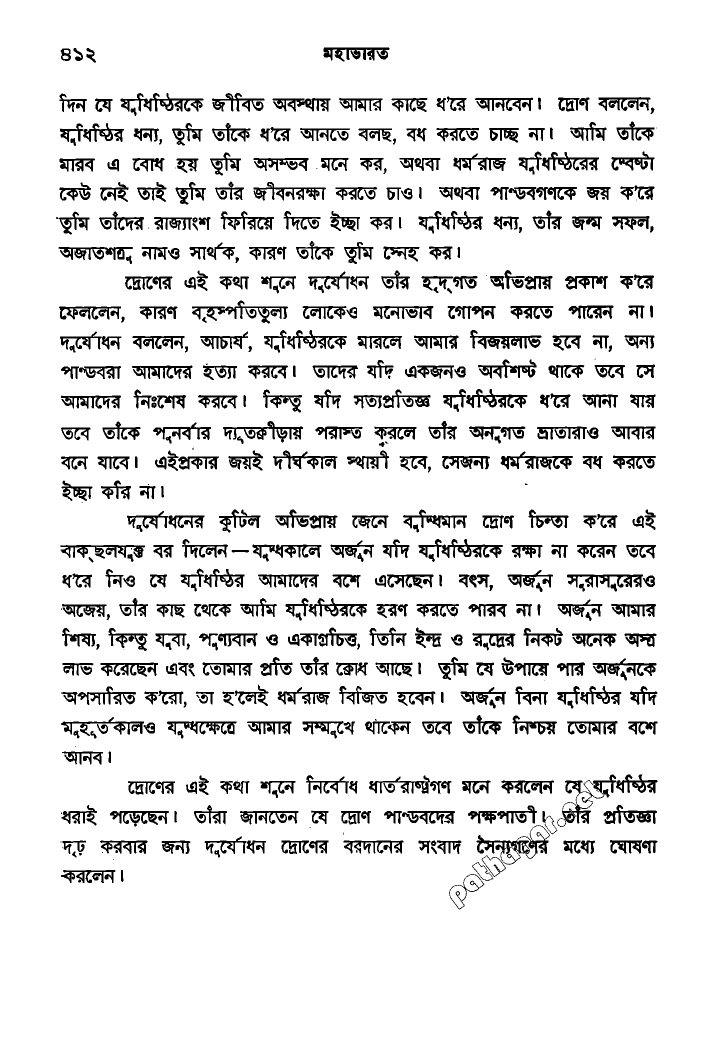 ৪১২ মহাভারত
দিন যে যুধিষ্ঠিরকে জীবিত অবস্থায় আমার কাছে ধ'রে আনবেন। দ্রোণ বললেন,
যুধিষ্ঠির ধন্য, তুমি তাঁকে ধ'রে আনতে বলছ, বধ করতে চাচ্ছ না। আমি তাঁকে
মারব এ বোধ হয় তুমি অসম্ভব মনে কর, অথবা ধর্মরাজ যুধিষ্ঠিরের দ্বেষ্টা
কেউ নেই তাই তুমি তাঁর জীবনরক্ষা করতে চাও। অথবা পাণ্ডবগণকে জয় ক'রে
তুমি তাঁদের রাজ্যাংশ ফিরিয়ে দিতে ইচ্ছা কর। যুধিষ্ঠির ধন্য, তাঁর জন্ম সফল,
অজাতশত্রু নামও সার্থক, কারণ তাঁকে তুমি স্নেহ কর।
দ্রোণের এই কথা শুনে দুর্যোধন তাঁর হৃদ্‌গত অভিপ্রায় প্রকাশ ক'রে
ফেললেন, কারণ বৃহস্পতিতুল্য লোকেও মনোভাব গোপন করতে পারেন না।
দুর্যোধন বললেন, আচার্য, যুধিষ্ঠিরকে মারলে আমার বিজয়লাভ হবে না, অন্য
পাণ্ডবরা আমাদের হত্যা করবে। তাদের যদি একজনও অবশিষ্ট থাকে তবে সে
আমাদের নিঃশেষ করবে। কিন্তু যদি সত্যপ্রতিজ্ঞ যুধিষ্ঠিরকে ধ'রে আনা যায়
তবে তাঁকে পুনর্বার দ্যূতক্রীড়ায় পরাস্ত করলে তাঁর অনুগত ভ্রাতারাও আবার
বনে যাবে। এইপ্রকার জয়ই দীর্ঘকাল স্থায়ী হবে, সেজন্য ধর্মরাজকে বধ করতে
ইচ্ছা করি না।
দুর্যোধনের কুটিল অভিপ্রায় জেনে বুদ্ধিমান দ্রোণ চিন্তা ক'রে এই
বাক্‌ছলযুক্ত বর দিলেন—যুদ্ধকালে অর্জুন যদি যুধিষ্ঠিরকে রক্ষা না করেন তবে
ধ'রে নিও যে যুধিষ্ঠির আমাদের বশে এসেছেন। বৎস, অর্জুন সুরাসুরেরও
অজেয়, তাঁর কাছ থেকে আমি যুধিষ্ঠিরকে হরণ করতে পারব না। অর্জুন আমার
শিষ্য, কিন্তু যুবা, পুণ্যবান ও একাগ্রচিত্ত, তিনি ইন্দ্র ও রুদ্রের নিকট অনেক অস্ত্র
লাভ করেছেন এবং তোমার প্রতি তাঁর ক্রোধ আছে। তুমি যে উপায়ে পার অর্জুনকে
অপসারিত ক'রো, তা হ'লেই ধর্মরাজ বিজিত হবেন। অর্জুন বিনা যুধিষ্ঠির যদি
মুহূর্তকালও যুদ্ধক্ষেত্রে আমার সম্মুখে থাকেন তবে তাঁকে নিশ্চয় তোমার বশে
আনব।
দ্রোণের এই কথা শুনে নির্বোধ ধার্তরাষ্ট্রগণ মনে করলেন যে যুধিষ্ঠির
ধরাই পড়েছেন। তাঁরা জানতেন যে দ্রোণ পাণ্ডবদের পক্ষপাতী। তাঁর প্রতিজ্ঞা
দৃঢ় করবার জন্য দুর্যোধন দ্রোণের বরদানের সংবাদ সৈন্যগণের মধ্যে ঘোষণা
করলেন।
pathagar.net